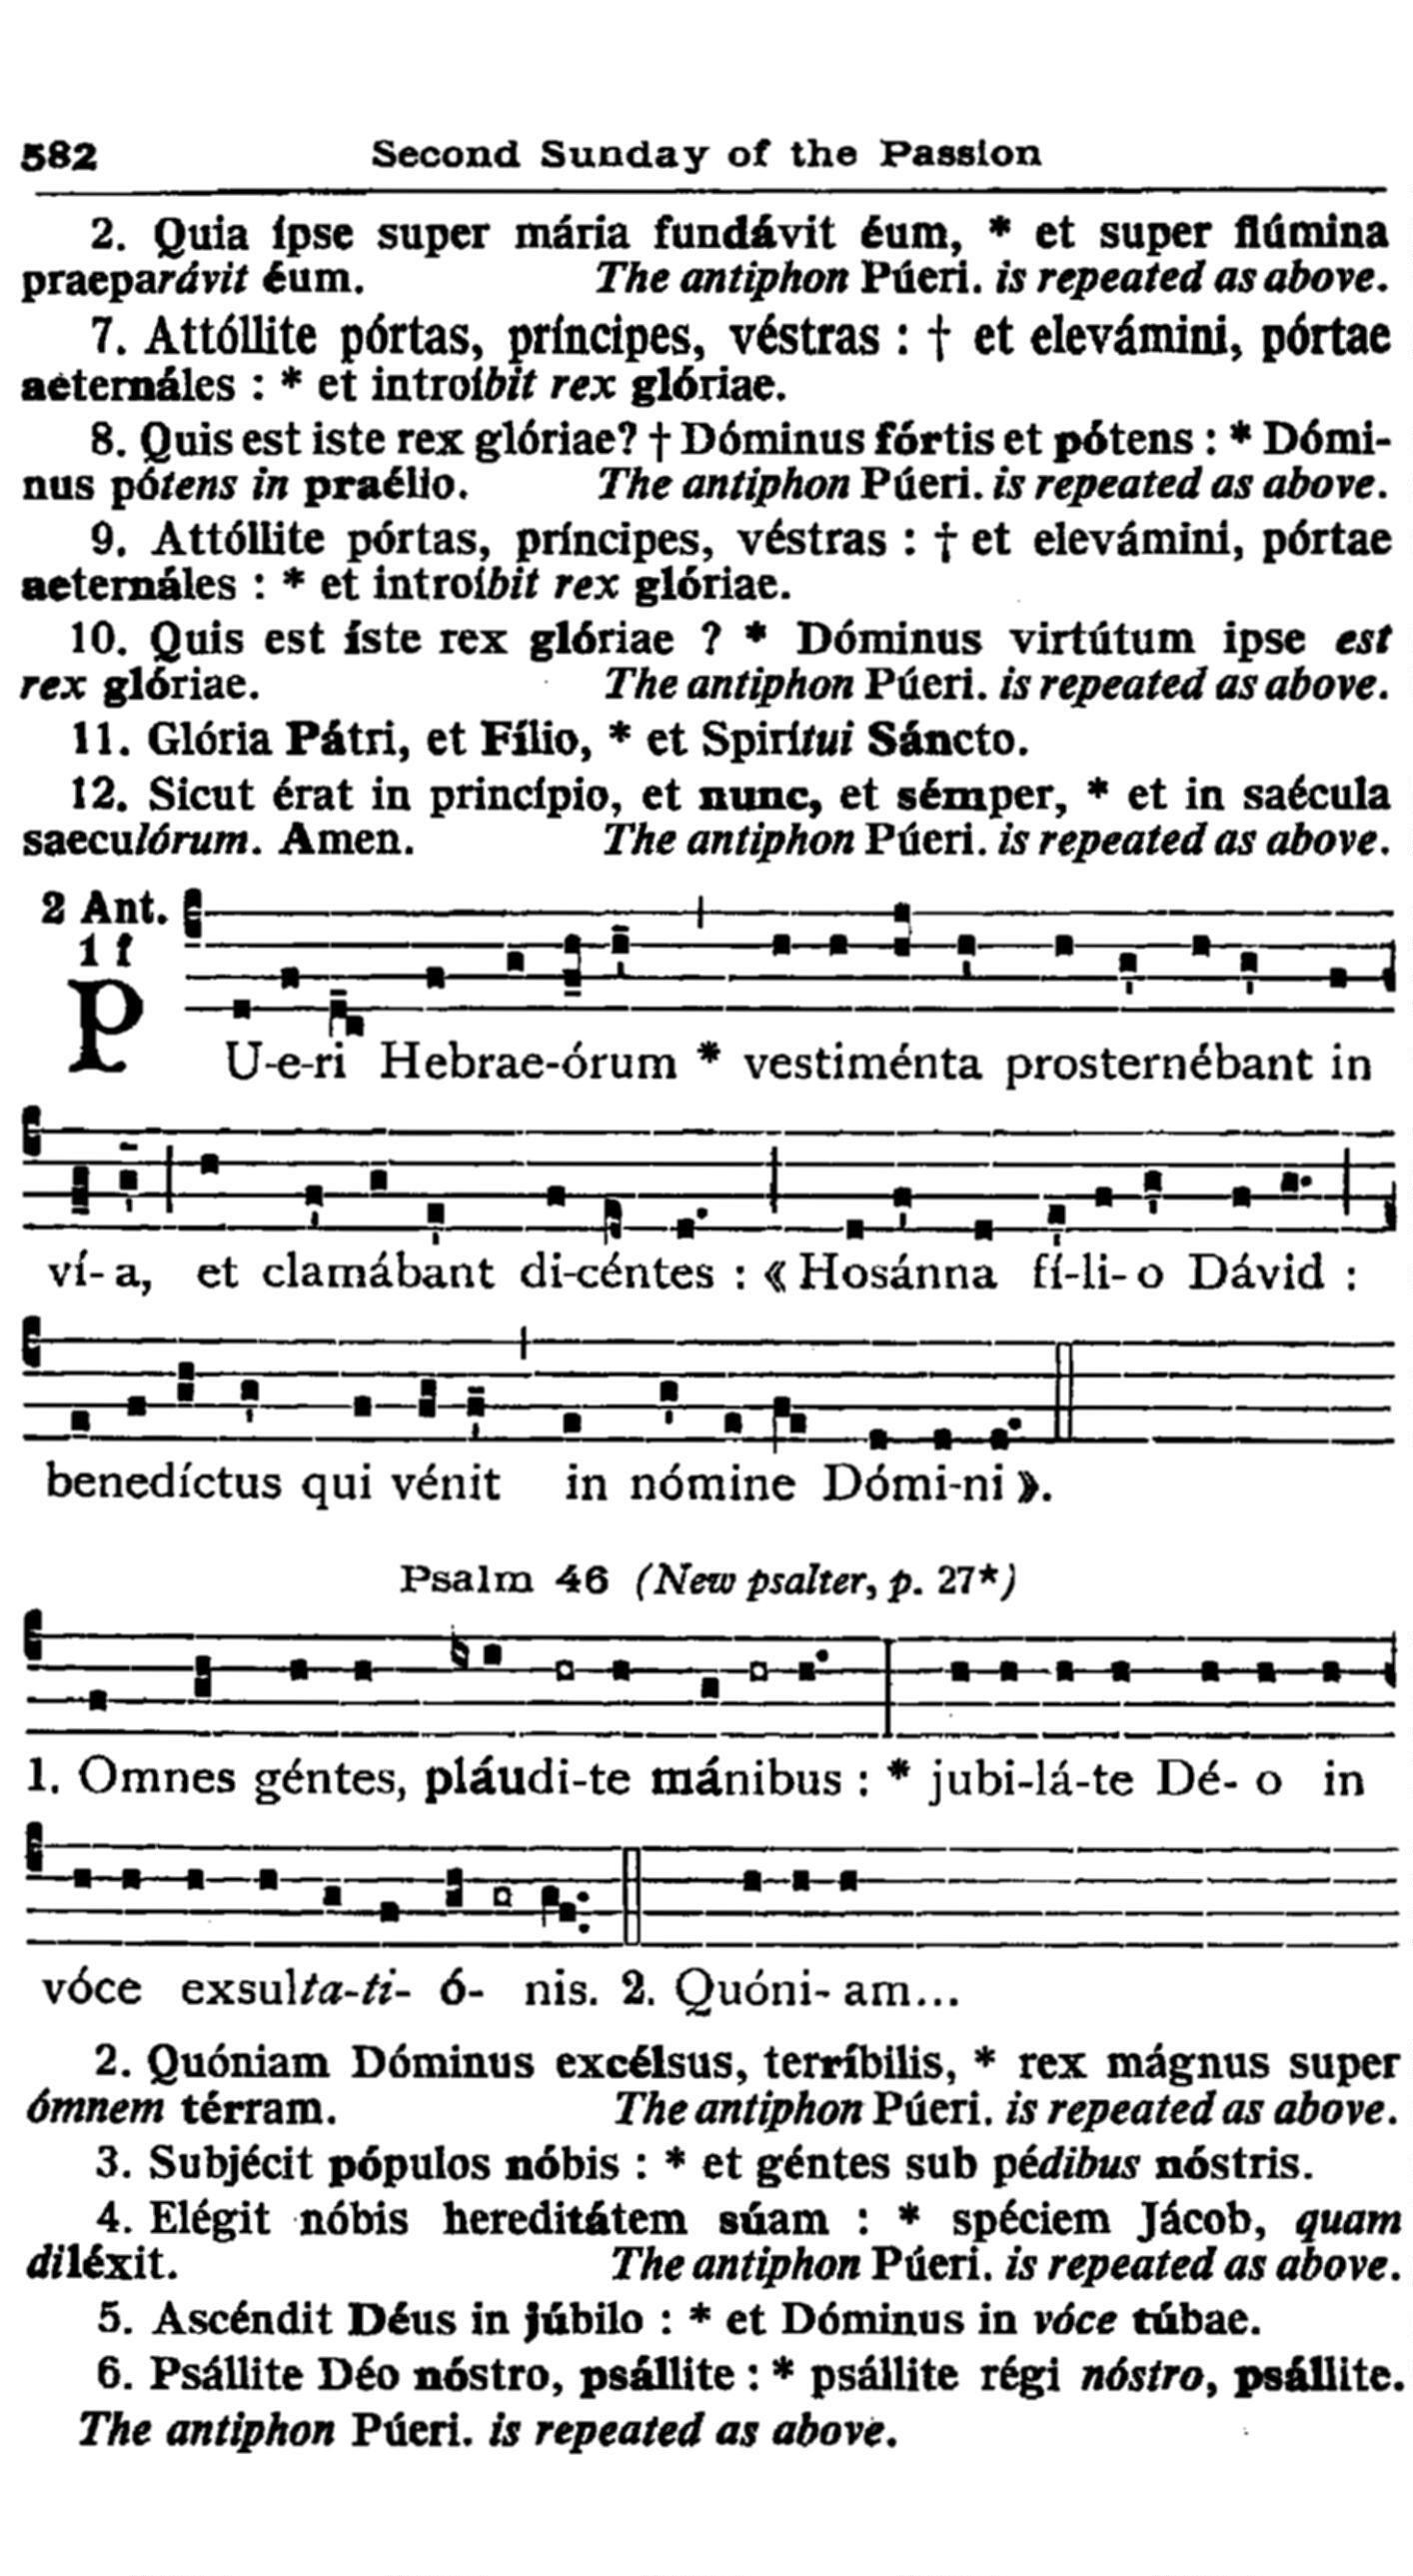 582 Second Sunday of the Passion
2. Quia ípse super mária fundávit éum, * et super flúmina
praeparávit éum. The antiphon Púeri. is repeated as above.
7. Attóllite pórtas, príncipes, véstras : † et elevámini, pórtae
aeternáles : * et introíbit rex glóriae.
8. Quis est iste rex glóriae? † Dóminus fórtis et pótens : * Dómi-
nus pótens in praélio. The antiphon Púeri. is repeated as above.
9. Attóllite pórtas, príncipes, véstras : † et elevámini, pórtae
aeternáles : * et introíbit rex glóriae.
10. Quis est íste rex glóriae ? * Dóminus virtútum ipse est
rex glóriae. The antiphon Púeri. is repeated as above.
11. Glória Pátri, et Fílio, * et Spirítui Sáncto.
12. Sicut érat in princípio, et nunc, et sémper, * et in saécula
saeculórum. Amen. The antiphon Púeri. is repeated as above.
2 Ant.
1 f
PU-e-ri Hebrae-órum * vestiménta prosternébant in
ví- a, et clamábant di-céntes : « Hosánna fí-li- o Dávid :
benedíctus qui vénit in nómine Dómi-ni ».
Psalm 46 (New psalter, p. 27*)
1. Omnes géntes, pláudi-te mánibus : * jubi-lá-te Dé- o in
vóce exsulta-ti- ó- nis. 2. Quóni- am...
2. Quóniam Dóminus excélsus, terríbilis, * rex mágnus super
ómnem térram. The antiphon Púeri. is repeated as above.
3. Subjécit pópulos nóbis : * et géntes sub pédibus nóstris.
4. Elégit nóbis hereditátem súam : * spéciem Jácob, quam
diléxit. The antiphon Púeri. is repeated as above.
5. Ascéndit Déus in júbilo : * et Dóminus in vóce túbae.
6. Psállite Déo nóstro, psállite : * psállite régi nóstro, psállite.
The antiphon Púeri. is repeated as above.